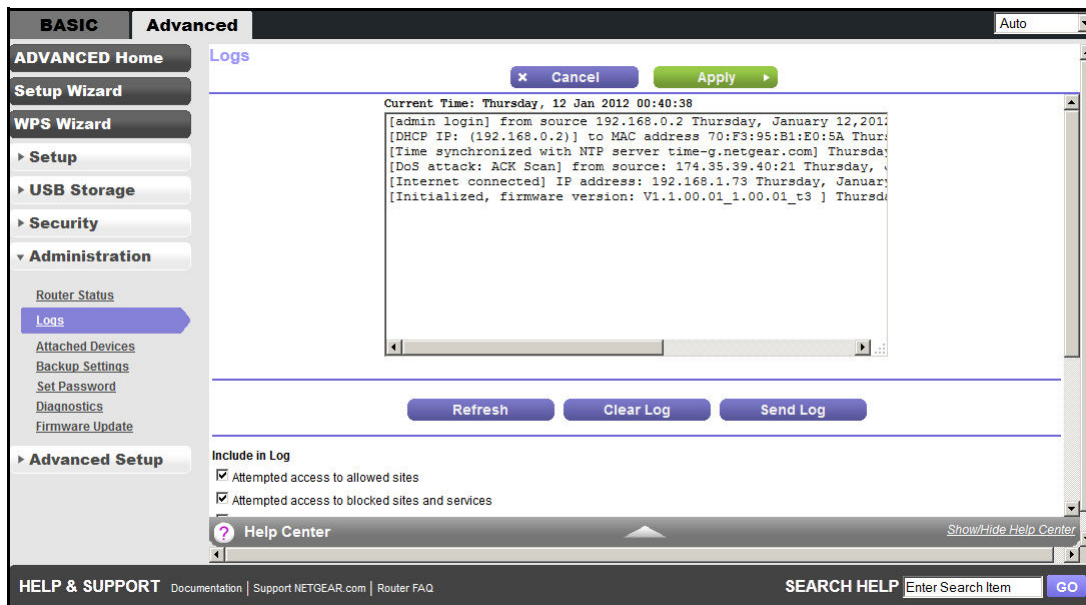 BASIC Advanced Auto
ADVANCED Home
Setup Wizard
WPS Wizard
Setup
USB Storage
Security
Administration
Router Status
Logs
Attached Devices
Backup Settings
Set Password
Diagnostics
Firmware Update
Advanced Setup
Logs
Cancel Apply
Current Time: Thursday, 12 Jan 2012 00:40:38
[admin login] from source 192.168.0.2 Thursday, January 12,201
[DHCP IP: (192.168.0.2)] to MAC address 70:F3:95:B1:E0:5A Thur
[Time synchronized with NTP server time-g.netgear.com] Thursda
[DoS attack: ACK Scan] from source: 174.35.39.40:21 Thursday,
[Internet connected] IP address: 192.168.1.73 Thursday, Januar
[Initialized, firmware version: V1.1.00.01_1.00.01_t3 ] Thursd
Refresh Clear Log Send Log
Include in Log
Attempted access to allowed sites
Attempted access to blocked sites and services
? Help Center Show/Hide Help Center
HELP & SUPPORT Documentation | Support NETGEAR.com | Router FAQ SEARCH HELP Enter Search Item GO